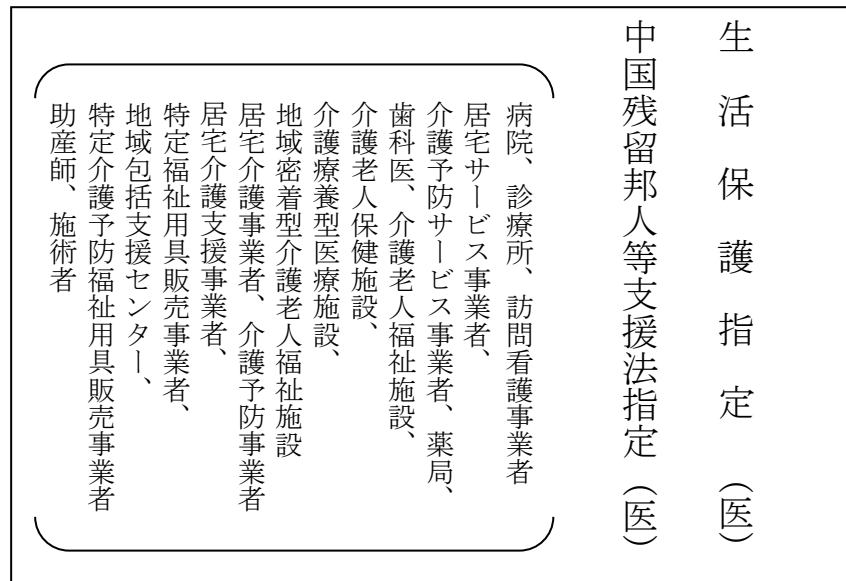 生活保護指定（医）
中国残留邦人等支援法指定（医）
病院、診療所、訪問看護事業者
居宅サービス事業者、
介護予防サービス事業者、薬局、
歯科医、介護老人福祉施設、
介護老人保健施設、
介護療養型医療施設、
地域密着型介護老人福祉施設
居宅介護事業者、介護予防事業者
居宅介護支援事業者、
特定福祉用具販売事業者、
地域包括支援センター、
特定介護予防福祉用具販売事業者
助産師、施術者